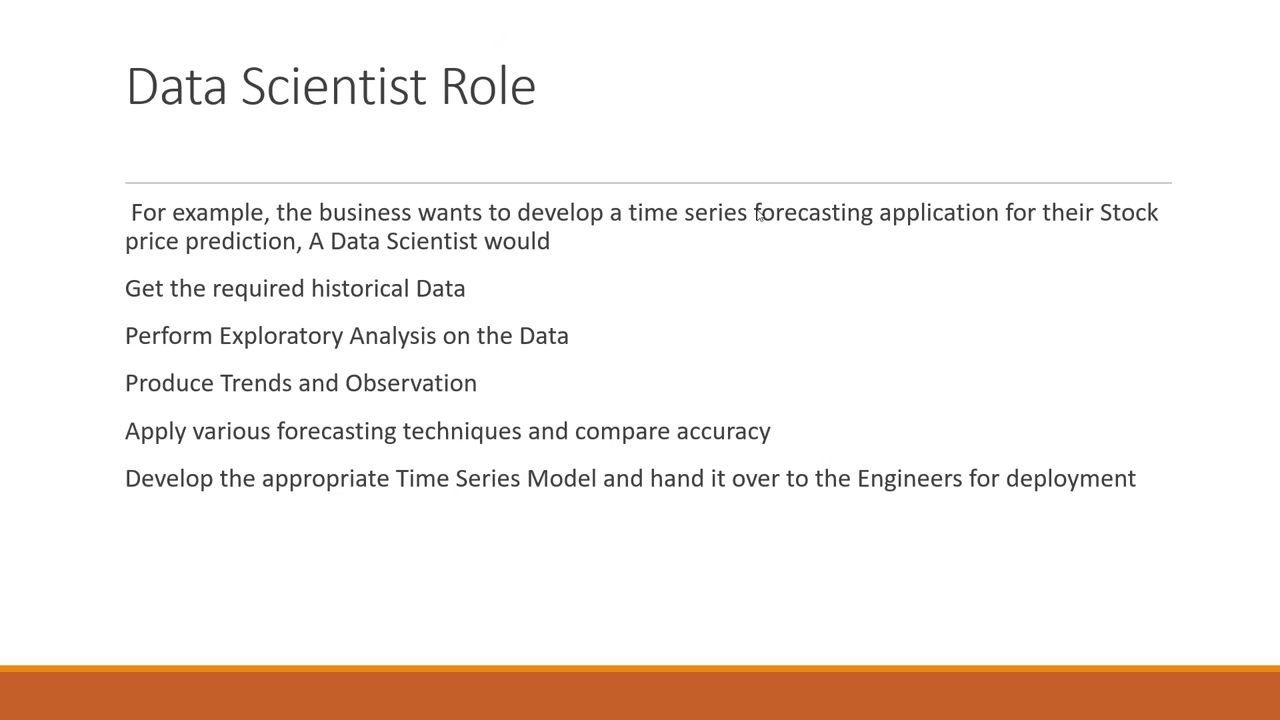 Data Scientist Role
For example, the business wants to develop a time series forecasting application for their Stock
price prediction, A Data Scientist would
Get the required historical Data
Perform Exploratory Analysis on the Data
Produce Trends and Observation
Apply various forecasting techniques and compare accuracy
Develop the appropriate Time Series Model and hand it over to the Engineers for deployment